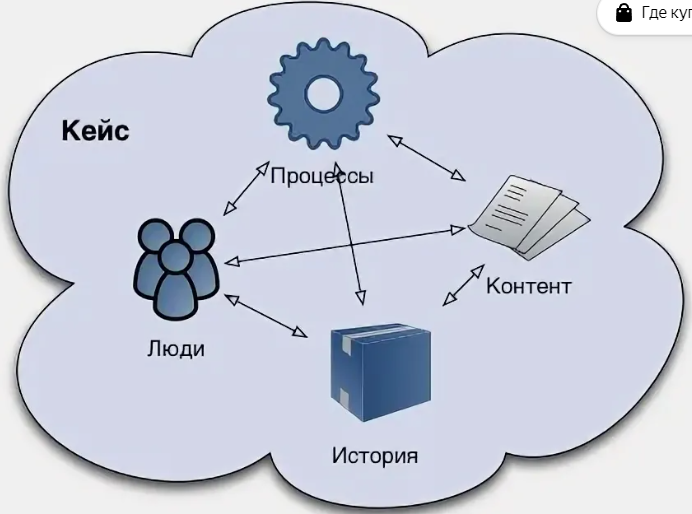 Где куп
Кейс
Процессы
Контент
Люди
История